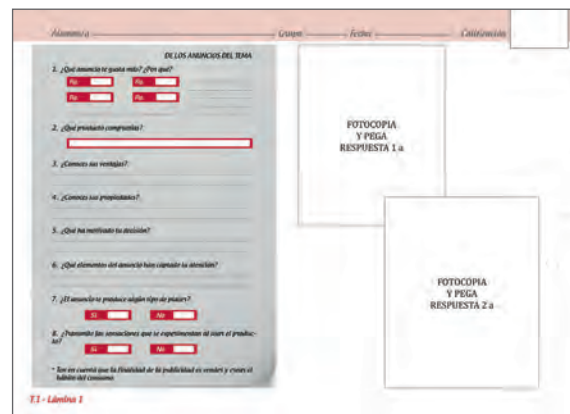 Alumno/a Grupo Fecha Calificación
DE LOS ANUNCIOS DEL TEMA
1. ¿Qué anuncio te gusta más? ¿Por qué?
2. ¿Qué producto comprarías?
3. ¿Conoces sus ventajas?
4. ¿Conoces sus propiedades?
5. ¿Qué ha motivado tu decisión?
6. ¿Qué elementos del anuncio han captado tu atención?
7. ¿El anuncio te produce algún tipo de placer?
Sí No
8. ¿Transmite las sensaciones que se experimentan al usar el produc-
to?
Sí No
* Ten en cuenta que la finalidad de la publicidad es vender y crear el
hábito del consumo.
FOTOCOPIA
Y PEGA
RESPUESTA 1 a
FOTOCOPIA
Y PEGA
RESPUESTA 2 a
T.1 - Lámina 1